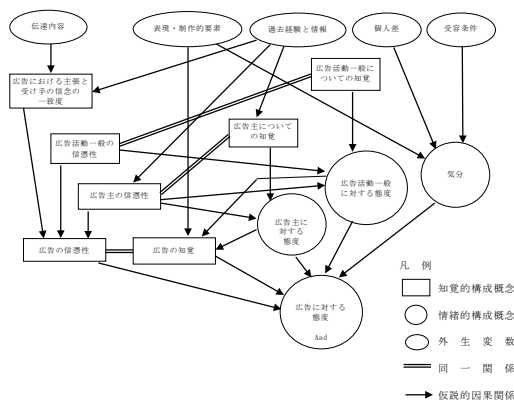 伝達内容
表現・制作的要素
過去経験と情報
個人差
受容条件
広告における主張と
受け手の信念の
一致度
広告活動一般に
ついての知覚
広告活動一般の
信憑性
広告主について
の知覚
広告主の信憑性
広告活動一般
に対する態度
気分
広告の信憑性
広告の知覚
広告主に
対する
態度
広告に対する
態度
Aad
凡　例
知覚的構成概念
情緒的構成概念
外　生　変　数
同　一　関　係
仮説的因果関係